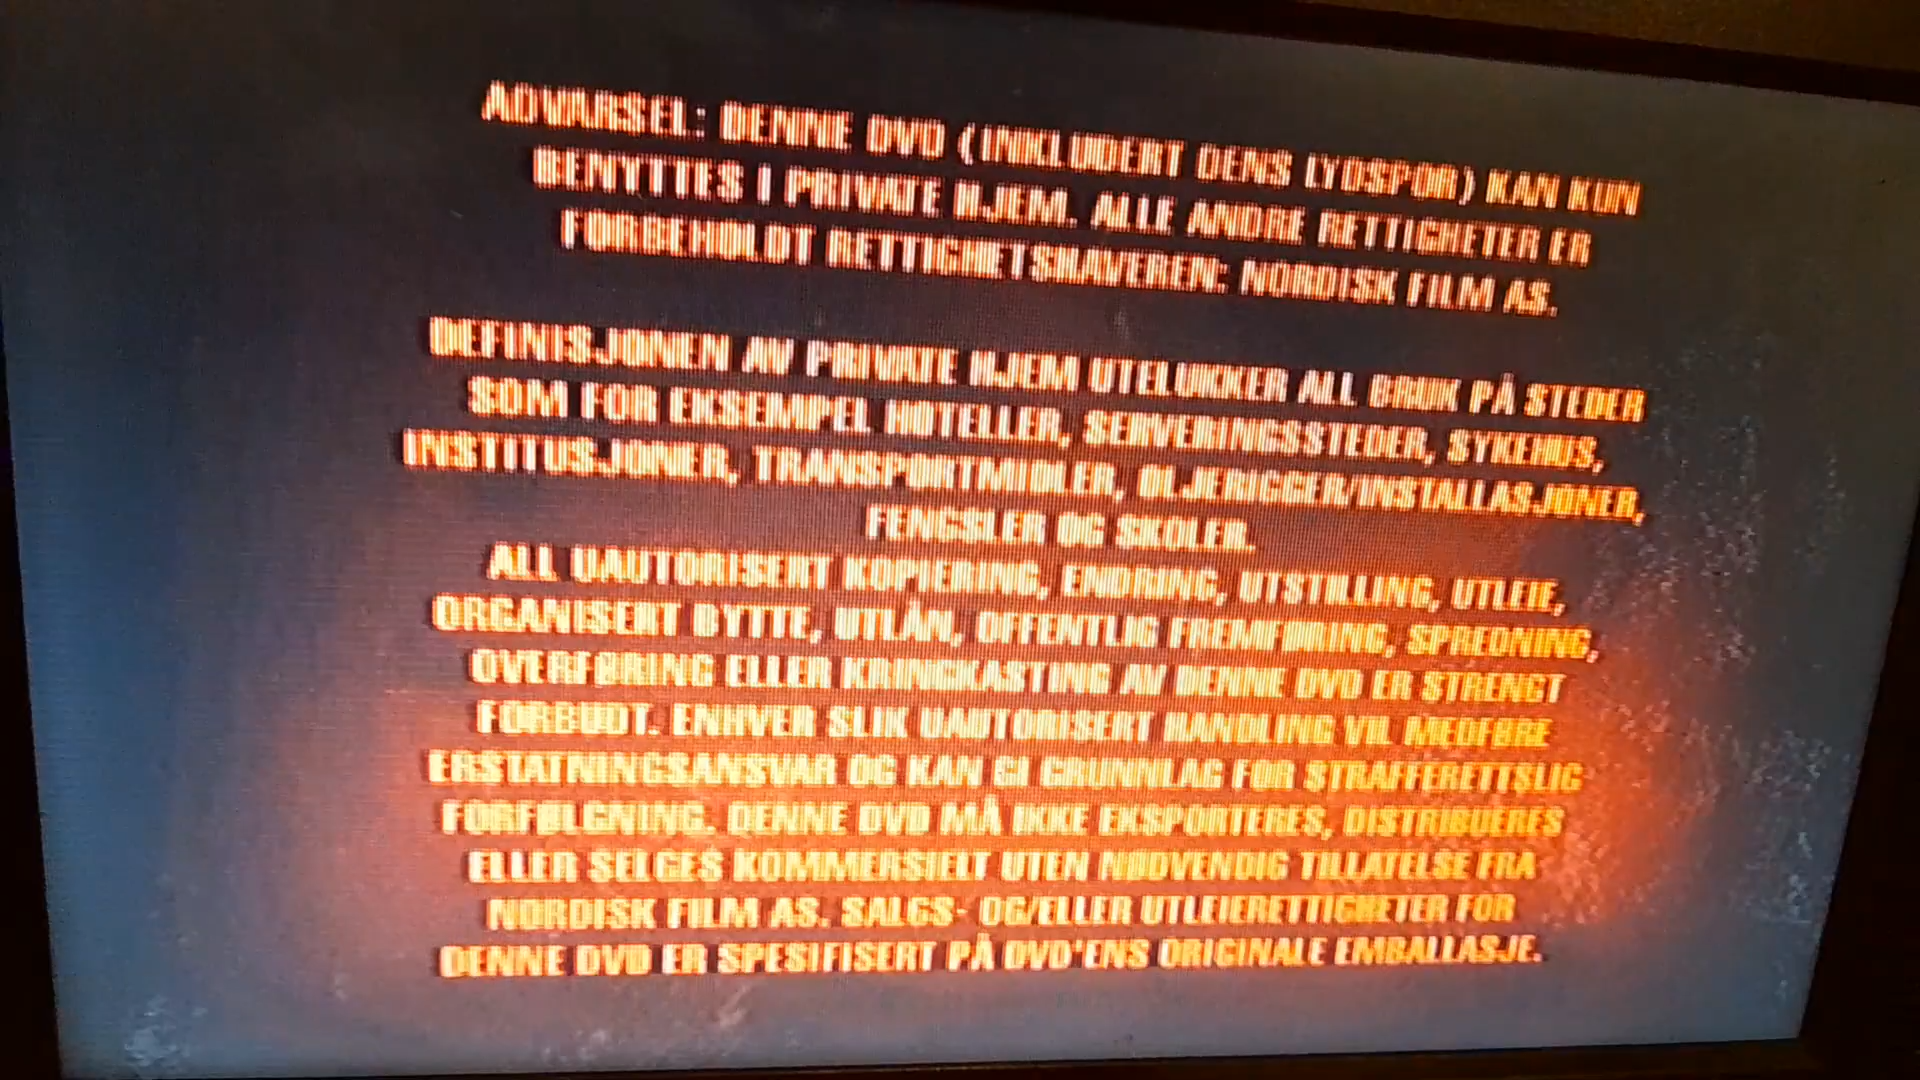 ADVARSEL: DENNE DVD (INKLUDERT DENS LYDSPOR) KAN KUN
BENYTTES I PRIVATE HJEM. ALLE ANDRE RETTIGHETER ER
FORBEHOLDT RETTIGHETSHAVEREN: NORDISK FILM AS.
DEFINISJONEN AV PRIVATE HJEM UTELUKKER ALL BRUK PÅ STEDER
SOM FOR EKSEMPEL HOTELLER, SERVERINGSSTEDER, SYKEHUS,
INSTITUSJONER, TRANSPORTMIDLER, OLJERIGGER/INSTALLASJONER,
FENGSLER OG SKOLER.
ALL UAUTORISERT KOPIERING, ENDRING, UTSTILLING, UTLEIE,
ORGANISERT BYTTE, UTLÅN, OFFENTLIG FREMFØRING, SPREDNING,
OVERFØRING ELLER KRINGKASTING AV DENNE DVD ER STRENGT
FORBUDT. ENHVER SLIK UAUTORISERT HANDLING VIL MEDFØRE
ERSTATNINGSANSVAR OG KAN GI GRUNNLAG FOR STRAFFERETTSLIG
FORFØLGNING. DENNE DVD MÅ IKKE EKSPORTERES, DISTRIBUERES
ELLER SELGES KOMMERSIELT UTEN NØDVENDIG TILLATELSE FRA
NORDISK FILM AS. SALGS- OG/ELLER UTLEIERETTIGHETER FOR
DENNE DVD ER SPESIFISERT PÅ DVD'ENS ORIGINALE EMBALLASJE.